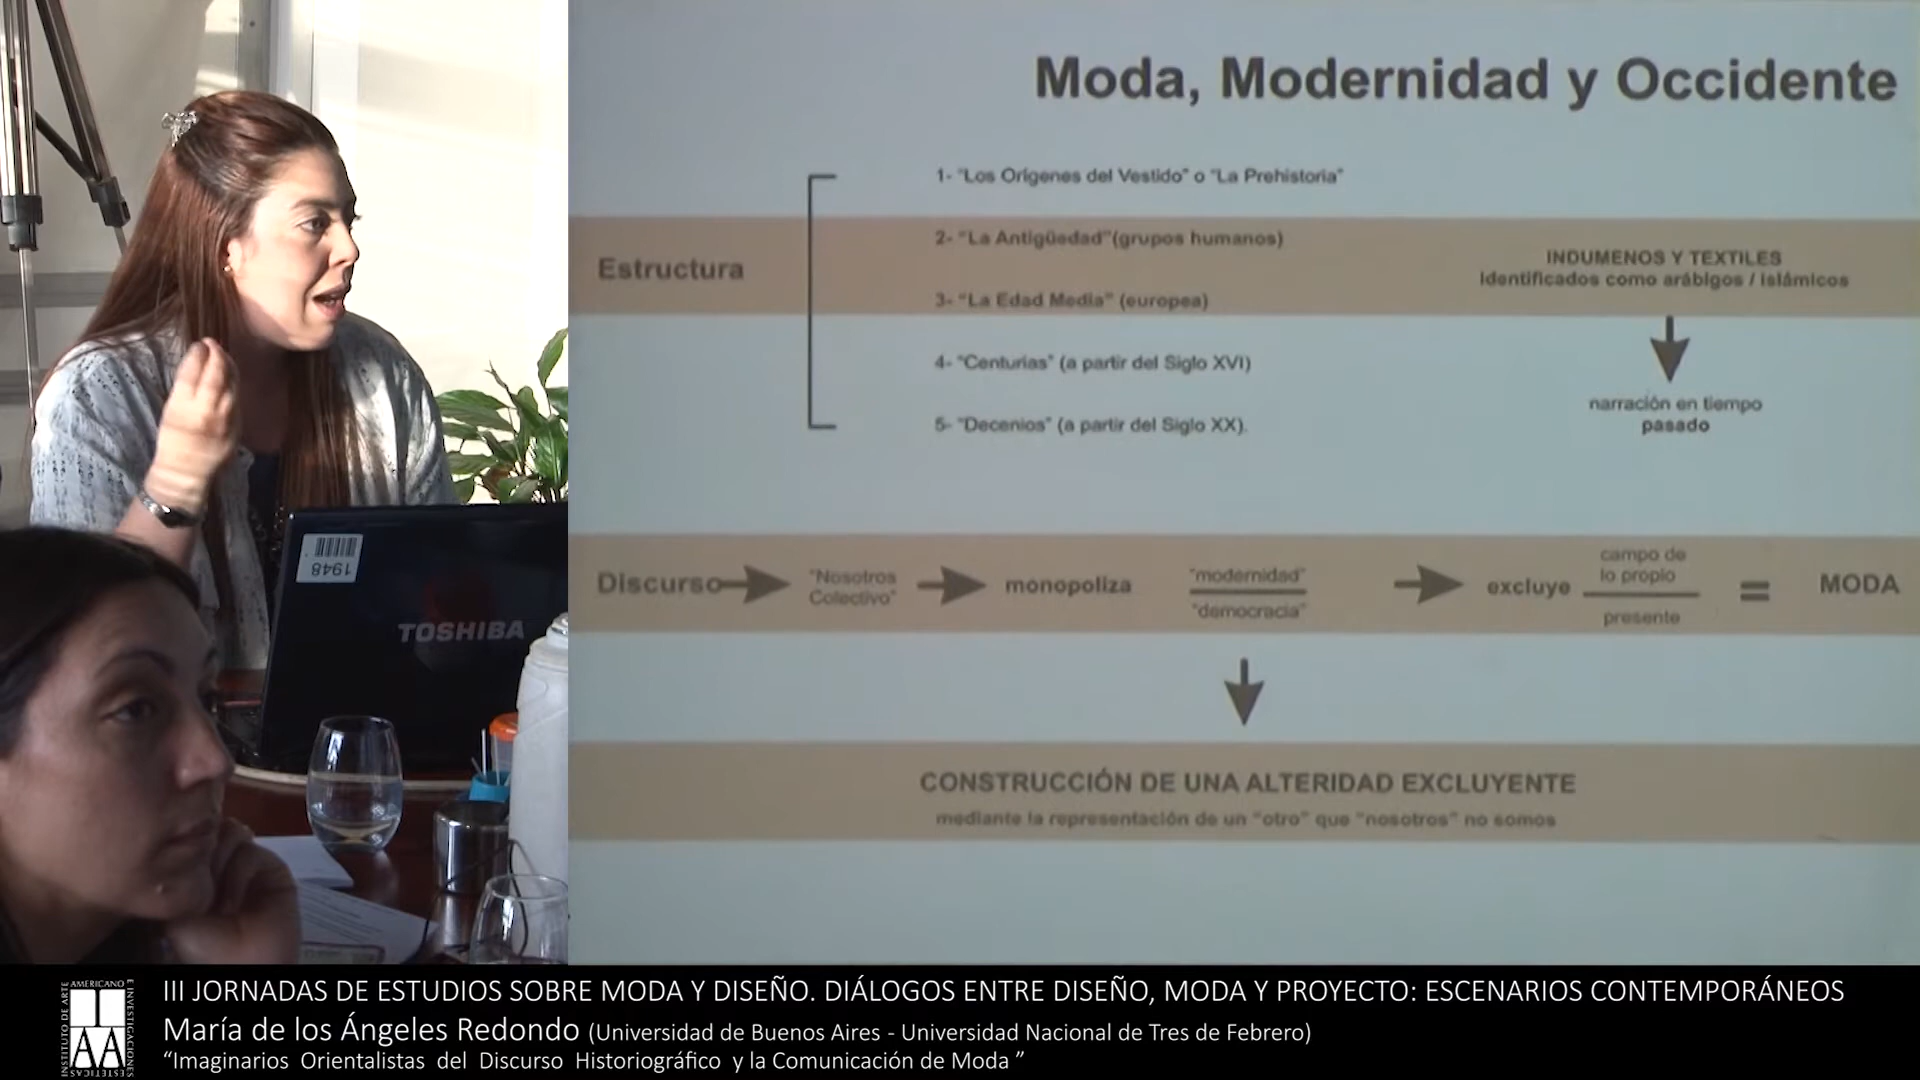 Moda, Modernidad y Occidente
1- "Los Orígenes del Vestido" o "La Prehistoria"
2- "La Antigüedad"(grupos humanos)
Estructura
3- "La Edad Media" (europea)
4- "Centurias" (a partir del Siglo XVI)
5- "Decenios" (a partir del Siglo XX).
INDUMENOS Y TEXTILES
identificados como arábigos / islámicos
narración en tiempo
pasado
Discurso
"Nosotros
Colectivo"
monopoliza
"modernidad"
"democracia"
excluye
campo de
lo propio
presente
=
MODA
CONSTRUCCIÓN DE UNA ALTERIDAD EXCLUYENTE
mediante la representación de un "otro" que "nosotros" no somos
1948
TOSHIBA
INSTITUTO DE ARTE
AMERICANO
E INVESTIGACIONES
ESTÉTICAS
IAA
III JORNADAS DE ESTUDIOS SOBRE MODA Y DISEÑO. DIÁLOGOS ENTRE DISEÑO, MODA Y PROYECTO: ESCENARIOS CONTEMPORÁNEOS
María de los Ángeles Redondo (Universidad de Buenos Aires - Universidad Nacional de Tres de Febrero)
"Imaginarios Orientalistas del Discurso Historiográfico y la Comunicación de Moda "